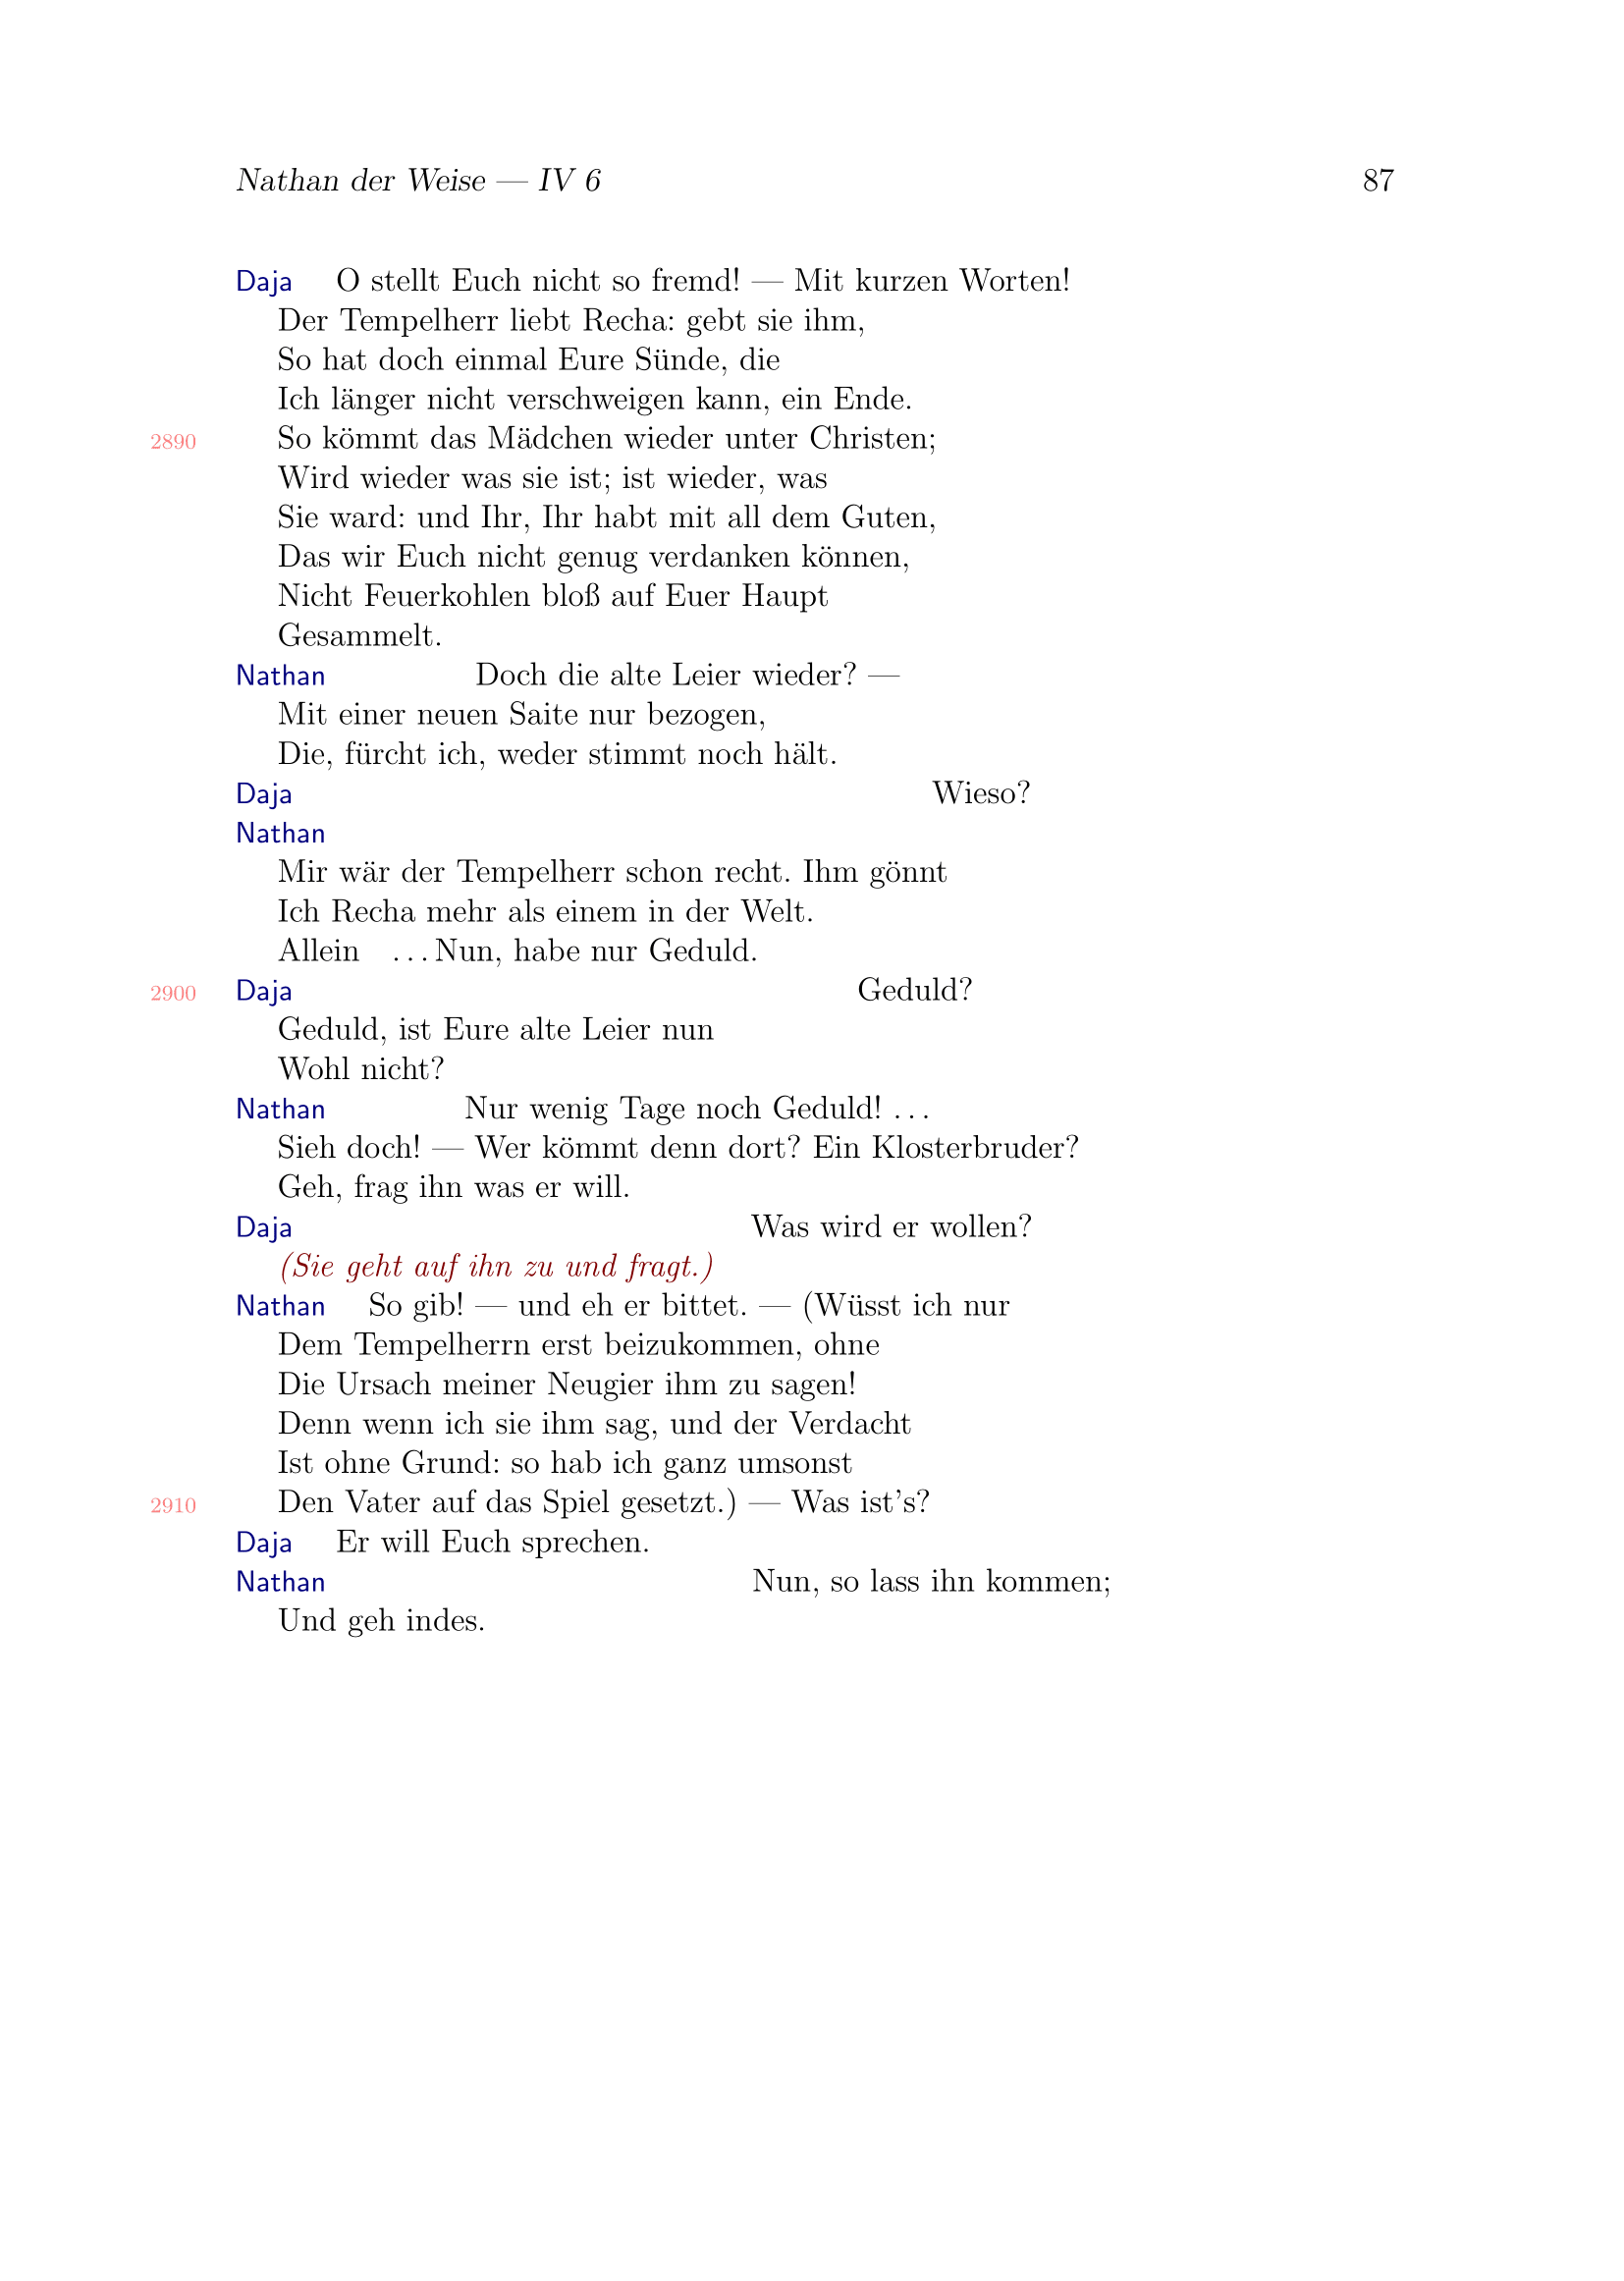 Nathan der Weise — IV 6 87
Daja O stellt Euch nicht so fremd! — Mit kurzen Worten!
Der Tempelherr liebt Recha: gebt sie ihm,
So hat doch einmal Eure Sünde, die
Ich länger nicht verschweigen kann, ein Ende.
2890 So kömmt das Mädchen wieder unter Christen;
Wird wieder was sie ist; ist wieder, was
Sie ward: und Ihr, Ihr habt mit all dem Guten,
Das wir Euch nicht genug verdanken können,
Nicht Feuerkohlen bloß auf Euer Haupt
Gesammelt.
Nathan Doch die alte Leier wieder? —
Mit einer neuen Saite nur bezogen,
Die, fürcht ich, weder stimmt noch hält.
Daja Wieso?
Nathan
Mir wär der Tempelherr schon recht. Ihm gönnt
Ich Recha mehr als einem in der Welt.
Allein ... Nun, habe nur Geduld.
2900 Daja Geduld?
Geduld, ist Eure alte Leier nun
Wohl nicht?
Nathan Nur wenig Tage noch Geduld! ...
Sieh doch! — Wer kömmt denn dort? Ein Klosterbruder?
Geh, frag ihn was er will.
Daja Was wird er wollen?
(Sie geht auf ihn zu und fragt.)
Nathan So gib! — und eh er bittet. — (Wüsst ich nur
Dem Tempelherrn erst beizukommen, ohne
Die Ursach meiner Neugier ihm zu sagen!
Denn wenn ich sie ihm sag, und der Verdacht
Ist ohne Grund: so hab ich ganz umsonst
2910 Den Vater auf das Spiel gesetzt.) — Was ist's?
Daja Er will Euch sprechen.
Nathan Nun, so lass ihn kommen;
Und geh indes.